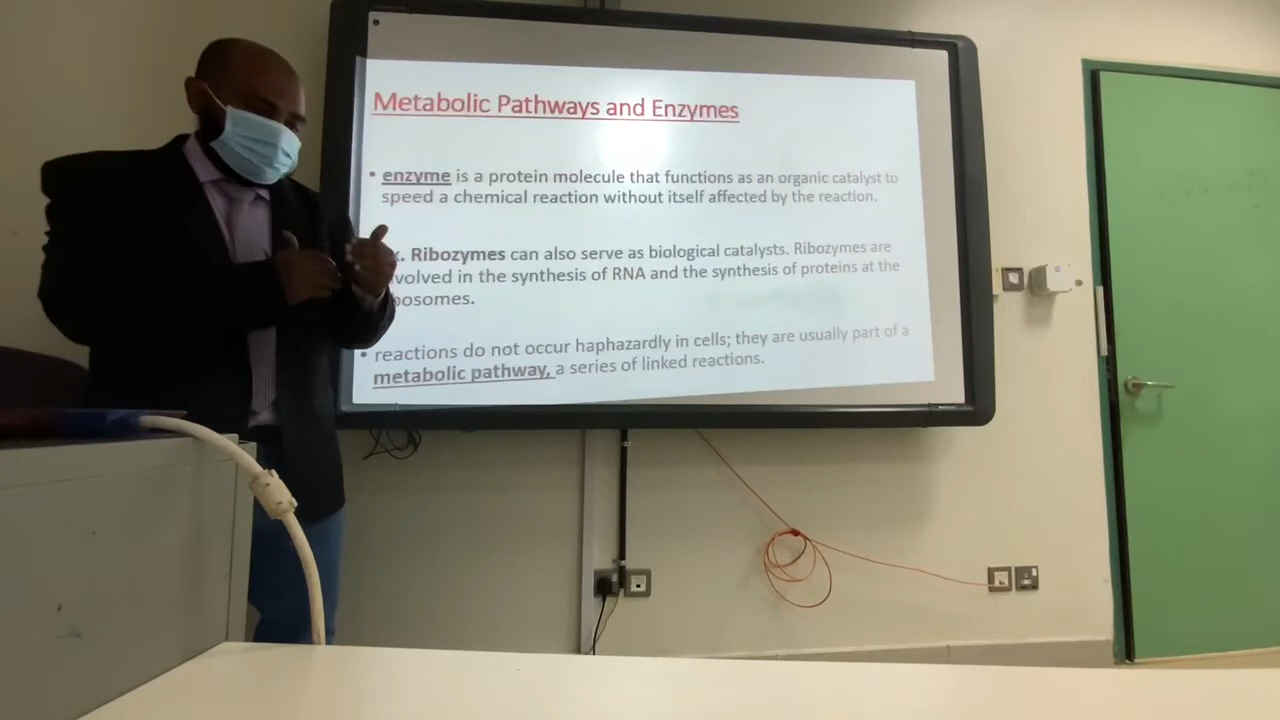 Metabolic Pathways and Enzymes
• enzyme is a protein molecule that functions as an organic catalyst to
speed a chemical reaction without itself affected by the reaction.
x. Ribozymes can also serve as biological catalysts. Ribozymes are
volved in the synthesis of RNA and the synthesis of proteins at the
bosomes.
• reactions do not occur haphazardly in cells; they are usually part of a
metabolic pathway, a series of linked reactions.